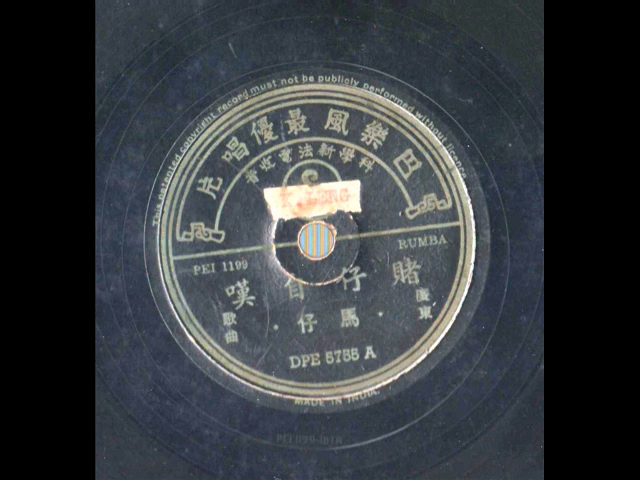 This patented copyright record must not be publicly performed without licence
巴樂風最優唱片
科學新法電收音
PEI 1199
RUMBA
賭仔自嘆
廣東
·馬仔·
歌曲
DPE 5755 A
MADE IN INDIA.